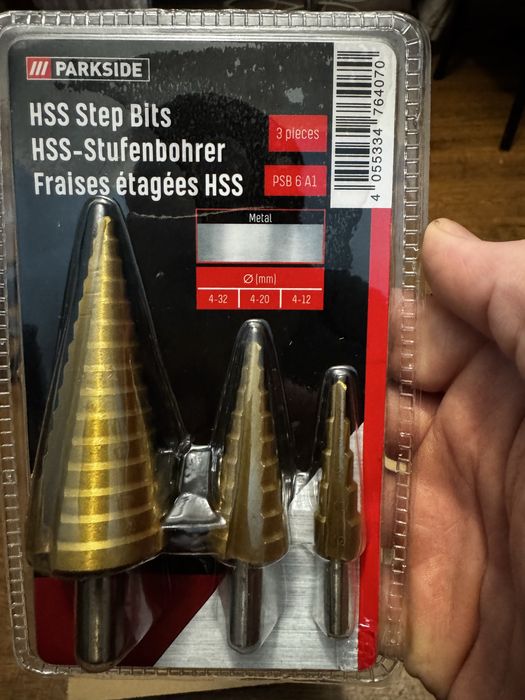 /// PARKSIDE
HSS Step Bits
HSS-Stufenbohrer
Fraises étagées HSS
3 pieces
PSB 6 A1
4 055334 764070
Metal
Ø (mm)
4-32 4-20 4-12